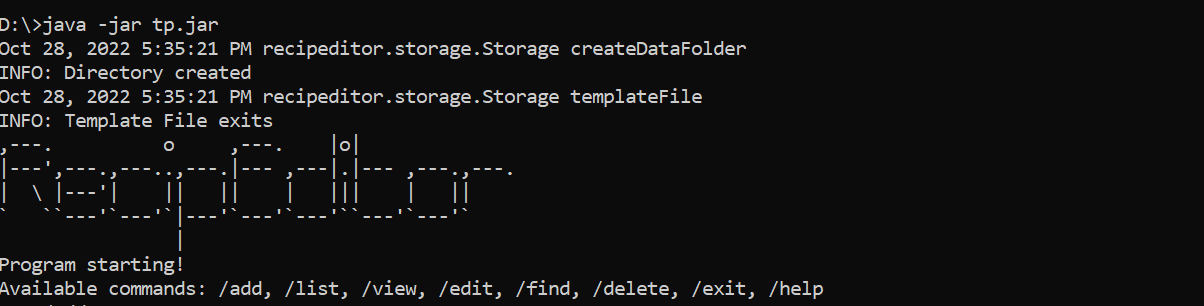 D:\>java -jar tp.jar
Oct 28, 2022 5:35:21 PM recipeditor.storage.Storage createDataFolder
INFO: Directory created
Oct 28, 2022 5:35:21 PM recipeditor.storage.Storage templateFile
INFO: Template File exits
RecipEditor
Program starting!
Available commands: /add, /list, /view, /edit, /find, /delete, /exit, /help